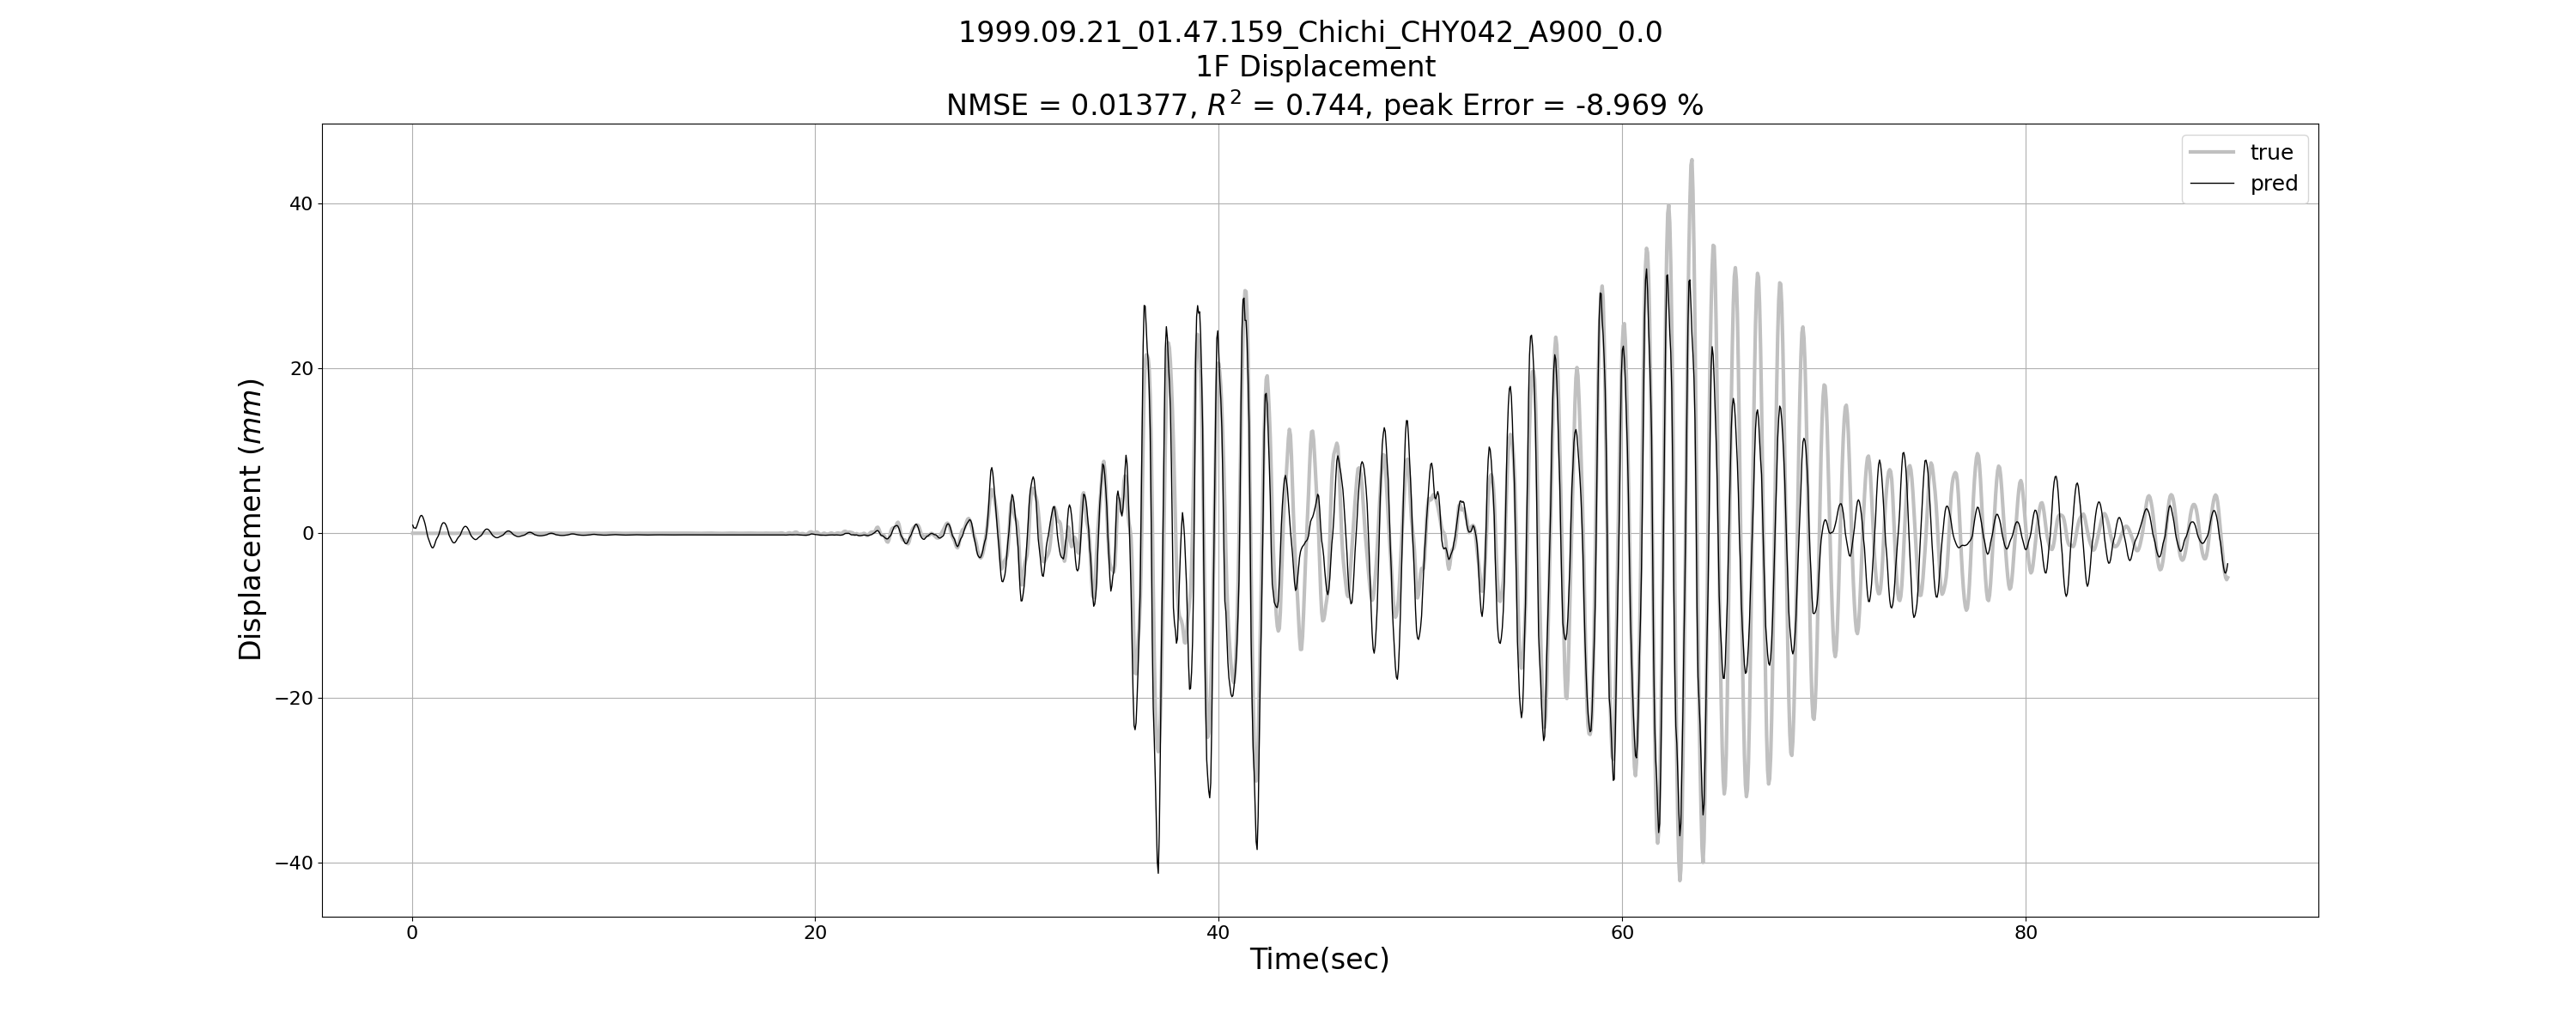 1999.09.21_01.47.159_Chichi_CHY042_A900_0.0
1F Displacement
NMSE = 0.01377, R² = 0.744, peak Error = -8.969 %
true
pred
Displacement (mm)
40
20
0
−20
−40
0 20 40 60 80
Time(sec)